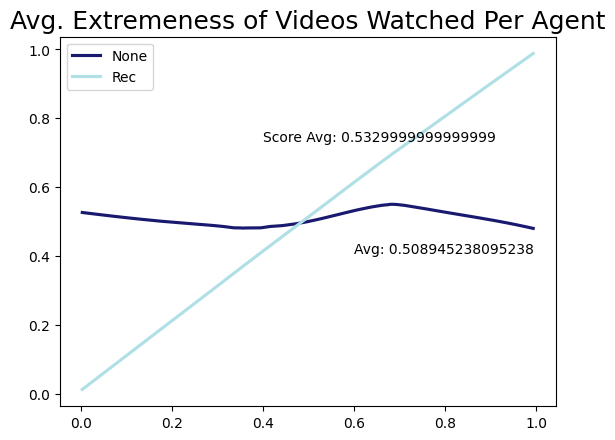 Avg. Extremeness of Videos Watched Per Agent
1.0
None
Rec
0.8
Score Avg: 0.5329999999999999
0.6
0.4
Avg: 0.508945238095238
0.2
0.0
0.0 0.2 0.4 0.6 0.8 1.0